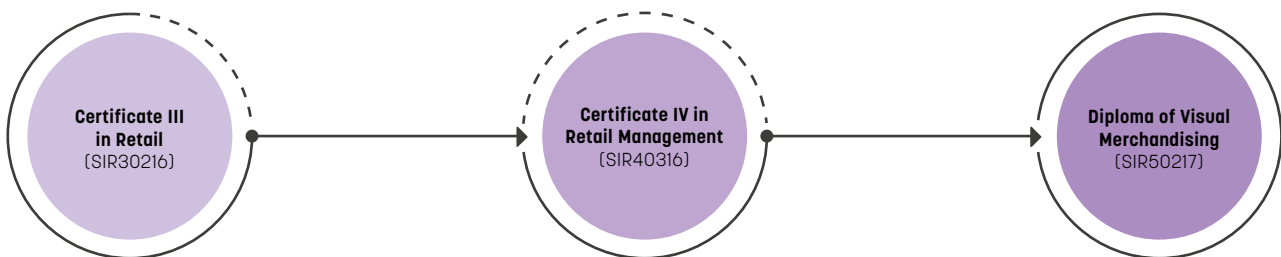 Certificate III
in Retail
(SIR30216)
Certificate IV in
Retail Management
(SIR40316)
Diploma of Visual
Merchandising
(SIR50217)